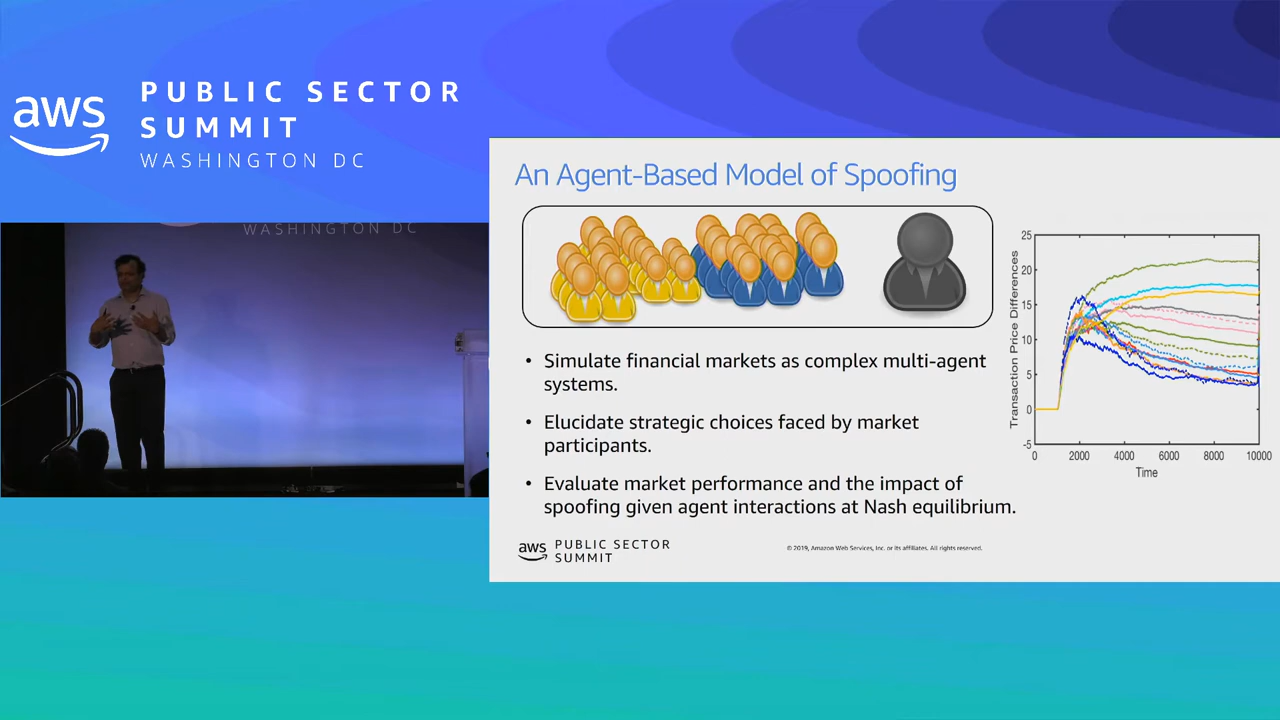 aws
PUBLIC SECTOR
SUMMIT
WASHINGTON DC
WASHINGTON DC
An Agent-Based Model of Spoofing
• Simulate financial markets as complex multi-agent
systems.
• Elucidate strategic choices faced by market
participants.
• Evaluate market performance and the impact of
spoofing given agent interactions at Nash equilibrium.
Transaction Price Differences
25
20
15
10
5
0
-5
0 2000 4000 6000 8000 10000
Time
aws PUBLIC SECTOR
SUMMIT
© 2019, Amazon Web Services, Inc. or its affiliates. All rights reserved.